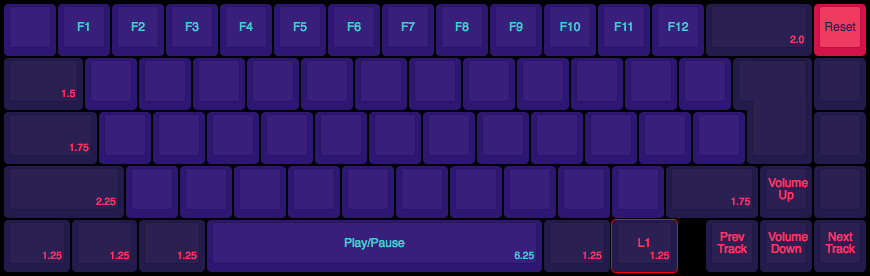 F1 F2 F3 F4 F5 F6 F7 F8 F9 F10 F11 F12 2.0 Reset
1.5
1.75
2.25 1.75 Volume Up
1.25 1.25 1.25 Play/Pause 6.25 1.25 L1 1.25 Prev Track Volume Down Next Track